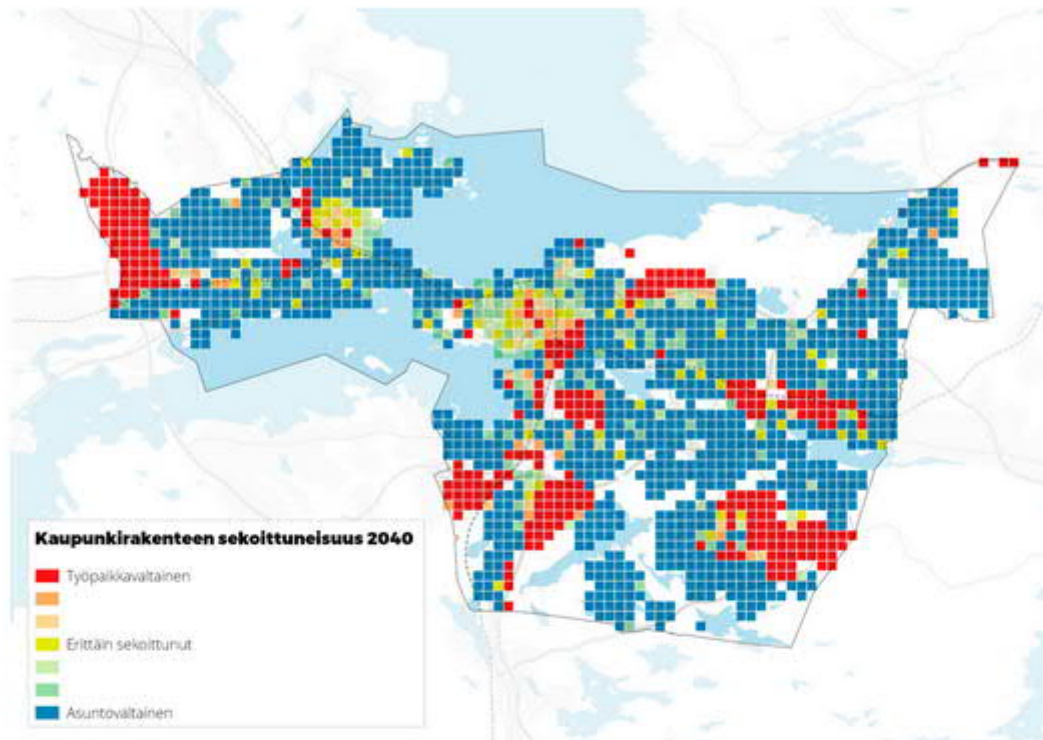 Kaupunkirakenteen sekoittuneisuus 2040
Työpaikkavaltainen
Erittäin sekoittunut
Asuntovaltainen